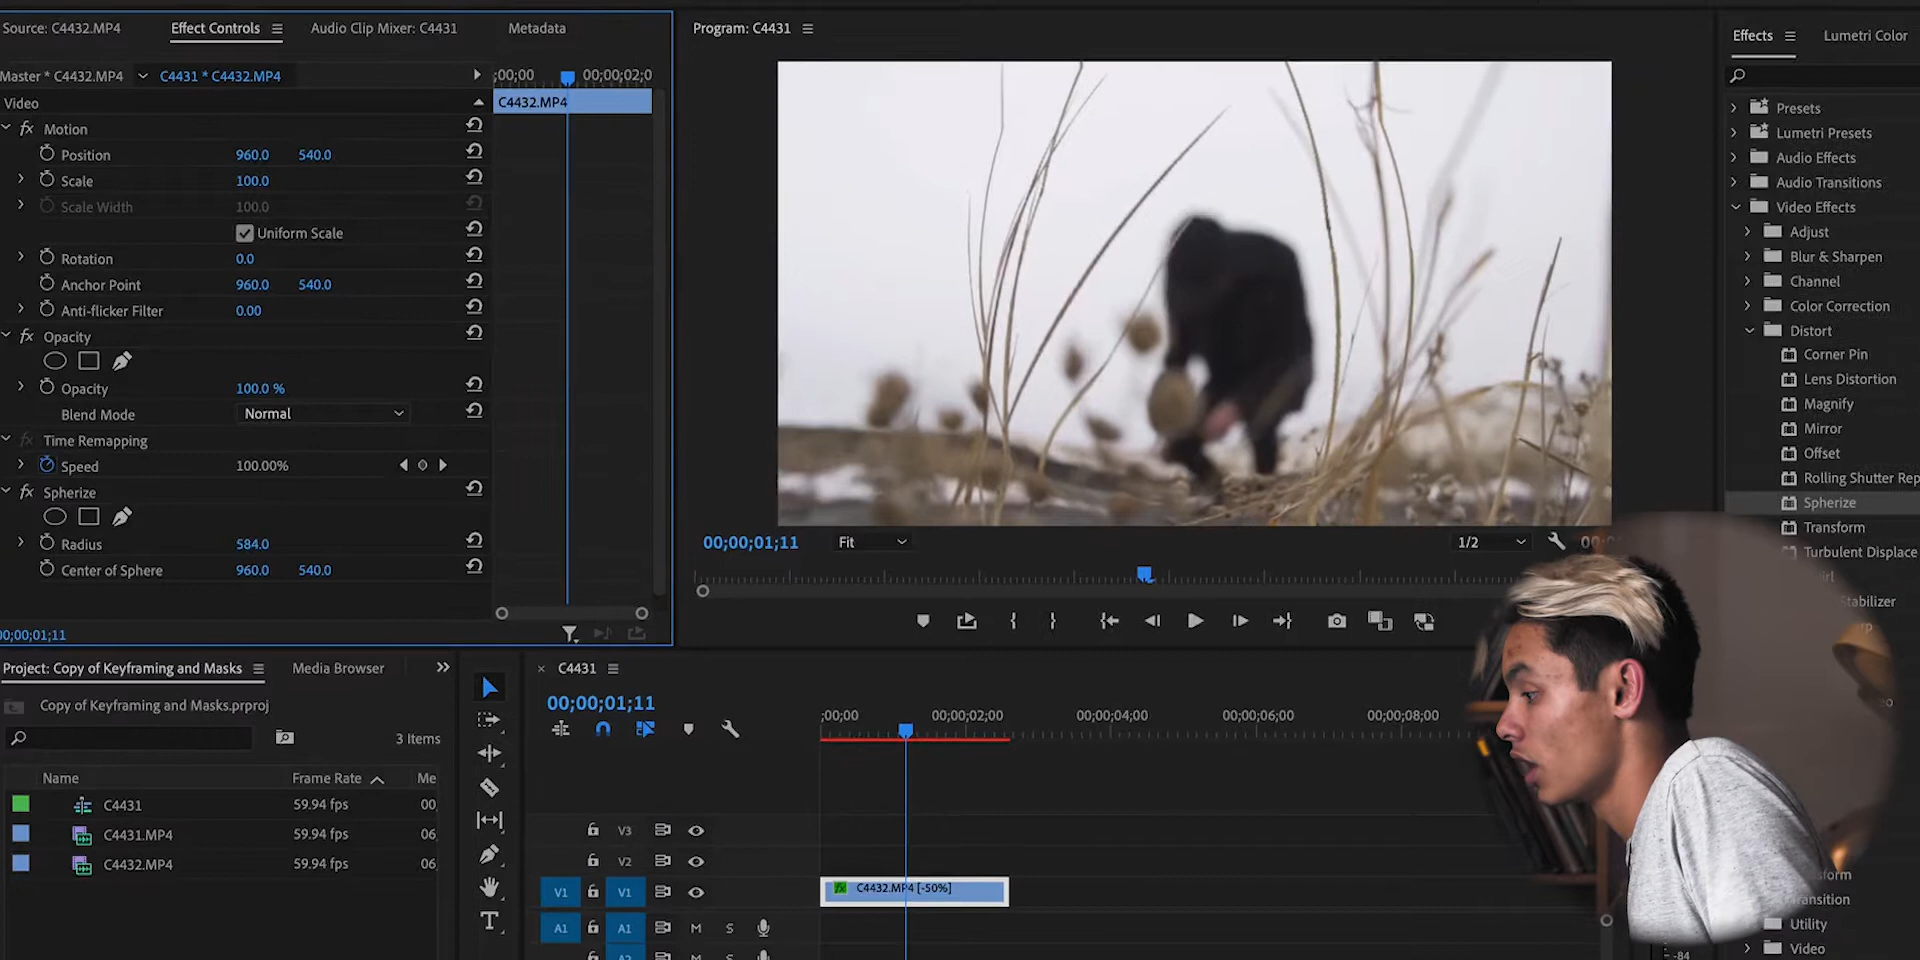 Source: C4432.MP4 Effect Controls Audio Clip Mixer: C4431 Metadata
Master * C4432.MP4 C4431 * C4432.MP4
;00;00 00;00;02;0
Video
C4432.MP4
Motion
Position 960.0 540.0
Scale 100.0
Scale Width 100.0
Uniform Scale
Rotation 0.0
Anchor Point 960.0 540.0
Anti-flicker Filter 0.00
Opacity
Opacity 100.0 %
Blend Mode Normal
Time Remapping
Speed 100.00%
Spherize
Radius 584.0
Center of Sphere 960.0 540.0
00;00;01;11
Program: C4431
00;00;01;11 Fit 1/2
Effects Lumetri Color
Presets
Lumetri Presets
Audio Effects
Audio Transitions
Video Effects
Adjust
Blur & Sharpen
Channel
Color Correction
Distort
Corner Pin
Lens Distortion
Magnify
Mirror
Offset
Rolling Shutter Rep
Spherize
Transform
Turbulent Displace
Stabilizer
Utility
Video
Project: Copy of Keyframing and Masks Media Browser
Copy of Keyframing and Masks.prproj
3 Items
Name Frame Rate Me
C4431 59.94 fps 00,
C4431.MP4 59.94 fps 06,
C4432.MP4 59.94 fps 06,
C4431
00;00;01;11
;00;00 00;00;02;00 00;00;04;00 00;00;06;00 00;00;08;00
V3
V2
V1 V1
fx C4432.MP4 [-50%]
A1 A1 M S
-84